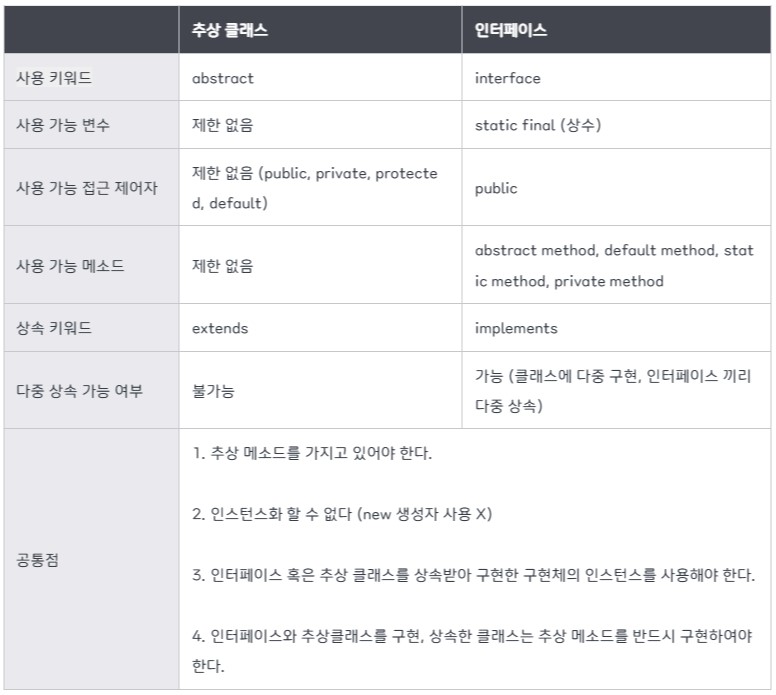 추상 클래스 인터페이스
사용 키워드 abstract interface
사용 가능 변수 제한 없음 static final (상수)
사용 가능 접근 제어자 제한 없음 (public, private, protecte
d, default) public
사용 가능 메소드 제한 없음 abstract method, default method, stat
ic method, private method
상속 키워드 extends implements
다중 상속 가능 여부 불가능 가능 (클래스에 다중 구현, 인터페이스 끼리
다중 상속)
공통점
1. 추상 메소드를 가지고 있어야 한다.
2. 인스턴스화 할 수 없다 (new 생성자 사용 X)
3. 인터페이스 혹은 추상 클래스를 상속받아 구현한 구현체의 인스턴스를 사용해야 한다.
4. 인터페이스와 추상클래스를 구현, 상속한 클래스는 추상 메소드를 반드시 구현하여야
한다.